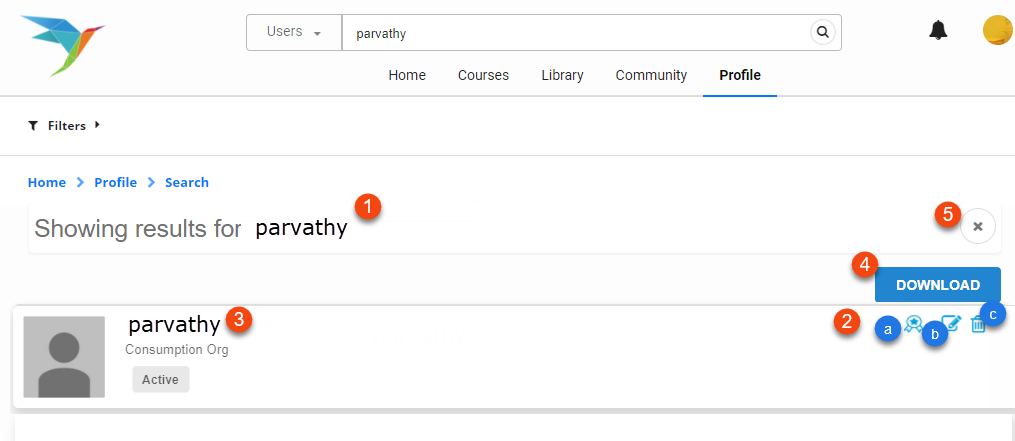 Users
parvathy
Home Courses Library Community Profile
Filters
Home Profile Search
Showing results for parvathy 1
5
4
DOWNLOAD
parvathy 3
2
a b c
Consumption Org
Active